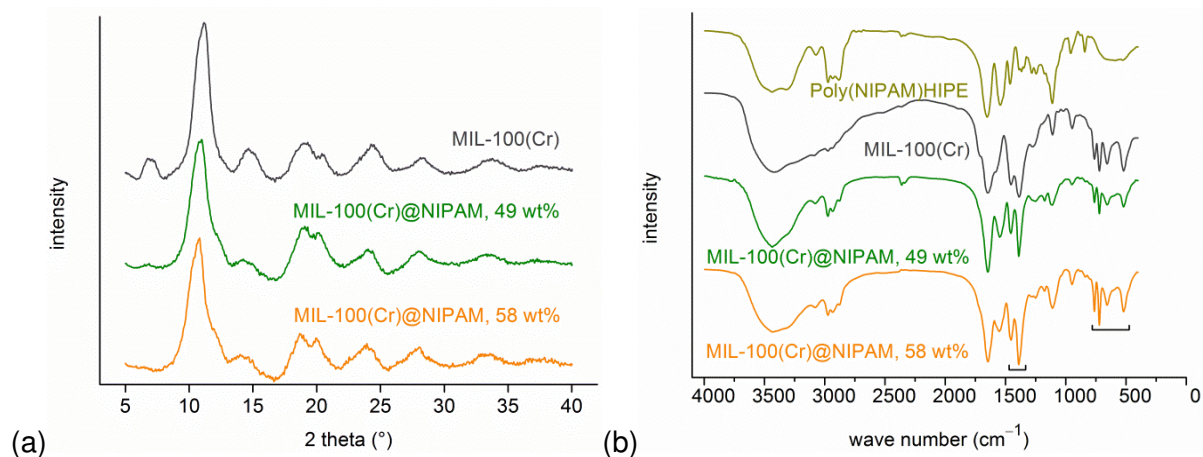 intensity
MIL-100(Cr)
MIL-100(Cr)@NIPAM, 49 wt%
MIL-100(Cr)@NIPAM, 58 wt%
5 10 15 20 25 30 35 40
(a)
2 theta (°)
intensity
Poly(NIPAM)HIPE
MIL-100(Cr)
MIL-100(Cr)@NIPAM, 49 wt%
MIL-100(Cr)@NIPAM, 58 wt%
4000 3500 3000 2500 2000 1500 1000 500 0
(b)
wave number (cm⁻¹)